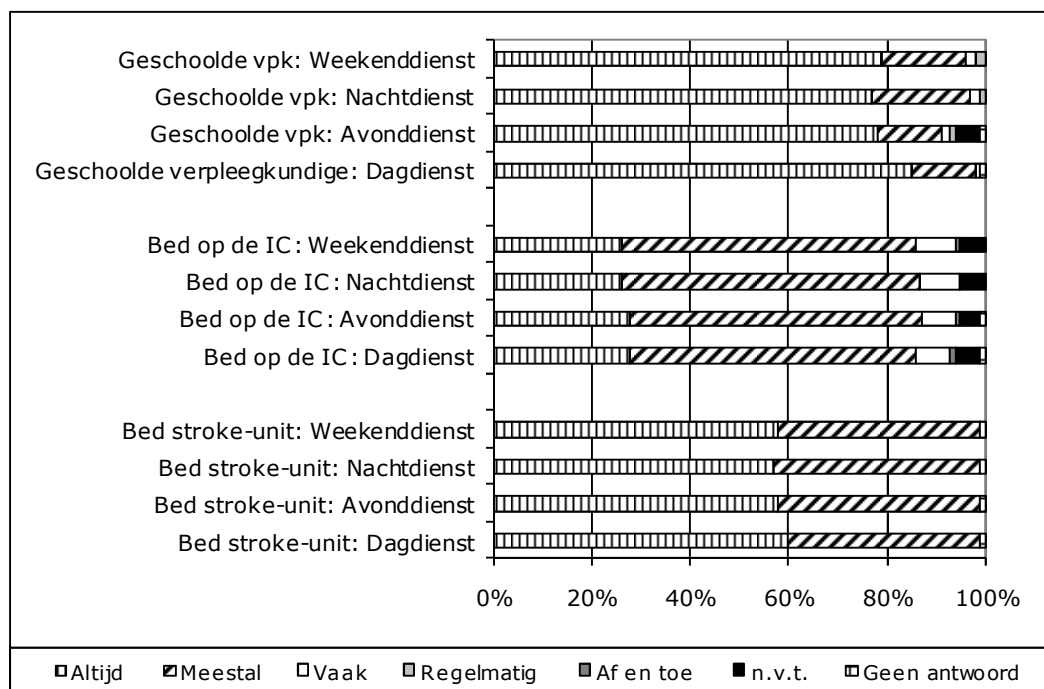 Geschoolde vpk: Weekenddienst
Geschoolde vpk: Nachtdienst
Geschoolde vpk: Avonddienst
Geschoolde verpleegkundige: Dagdienst
Bed op de IC: Weekenddienst
Bed op de IC: Nachtdienst
Bed op de IC: Avonddienst
Bed op de IC: Dagdienst
Bed stroke-unit: Weekenddienst
Bed stroke-unit: Nachtdienst
Bed stroke-unit: Avonddienst
Bed stroke-unit: Dagdienst
0% 20% 40% 60% 80% 100%
Altijd Meestal Vaak Regelmatig Af en toe n.v.t. Geen antwoord